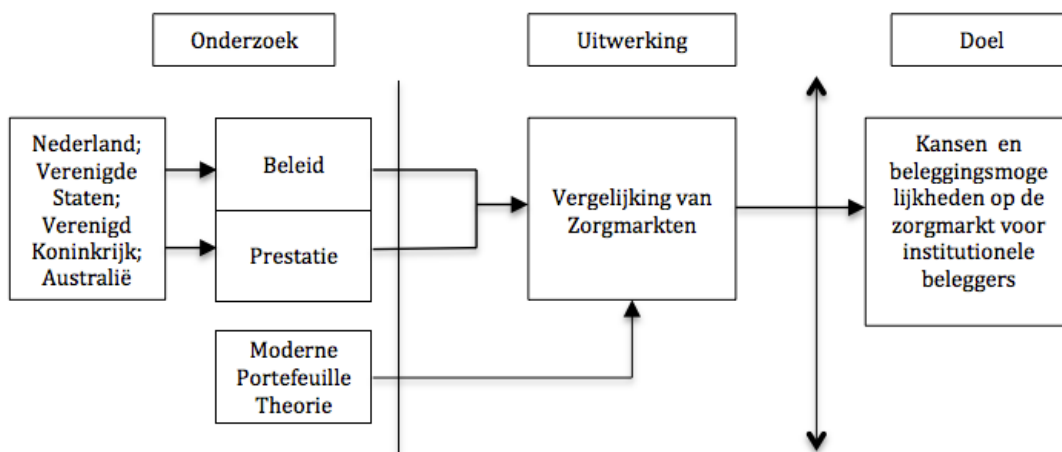 Onderzoek
Uitwerking
Doel
Nederland;
Verenigde
Staten;
Verenigd
Koninkrijk;
Australië
Beleid
Prestatie
Moderne
Portefeuille
Theorie
Vergelijking van
Zorgmarkten
Kansen en
beleggingsmoge
lijkheden op de
zorgmarkt voor
institutionele
beleggers